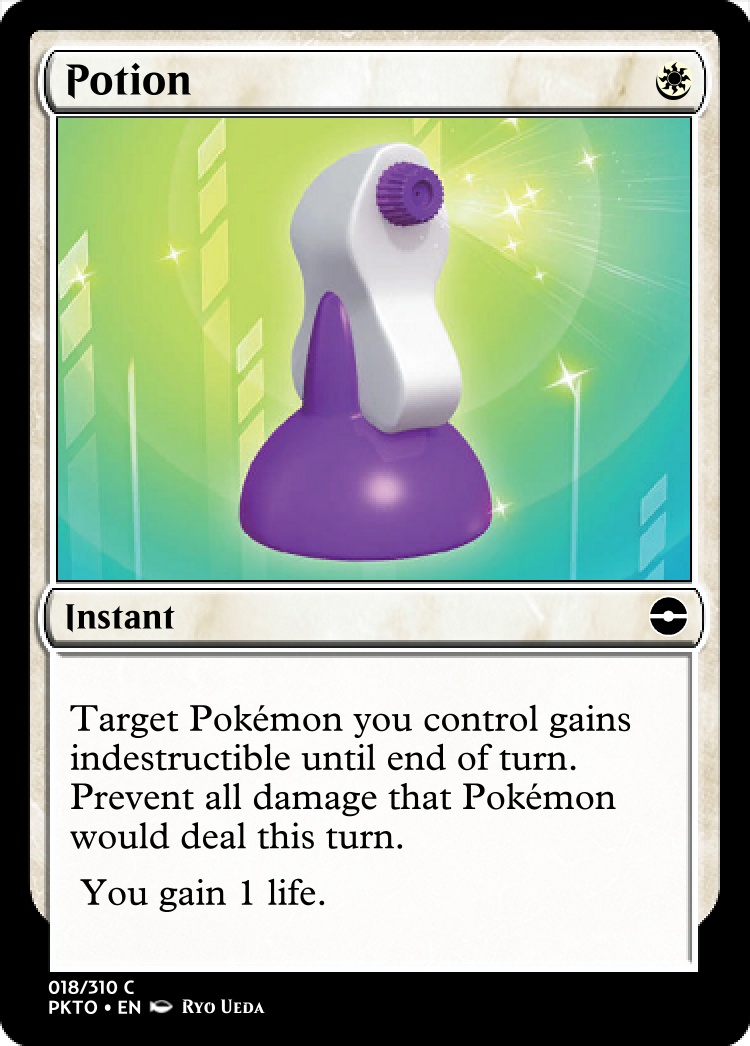 Potion
Instant
Target Pokémon you control gains
indestructible until end of turn.
Prevent all damage that Pokémon
would deal this turn.
You gain 1 life.
018/310 C
PKTO • EN Ryo Ueda